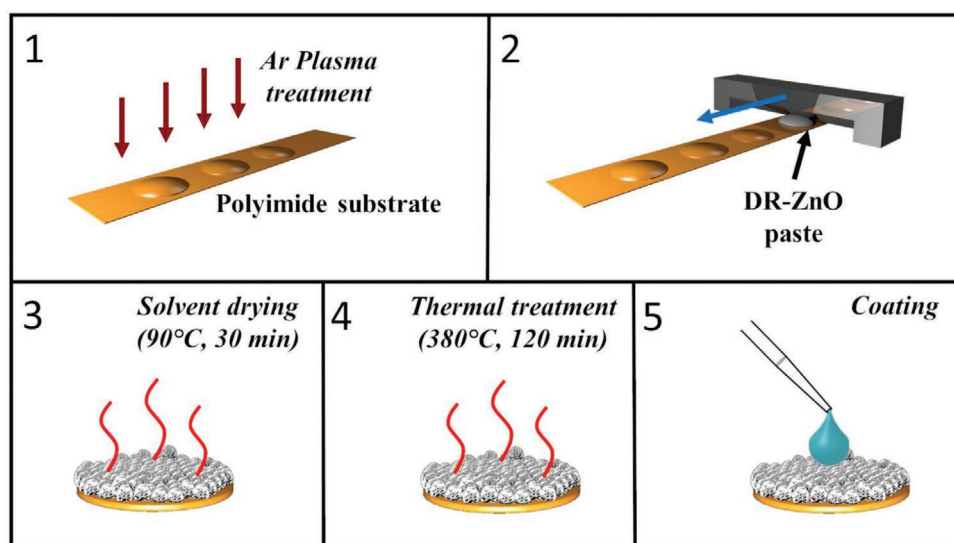 1
Ar Plasma
treatment
Polyimide substrate
2
DR-ZnO
paste
3
Solvent drying
(90°C, 30 min)
4
Thermal treatment
(380°C, 120 min)
5
Coating